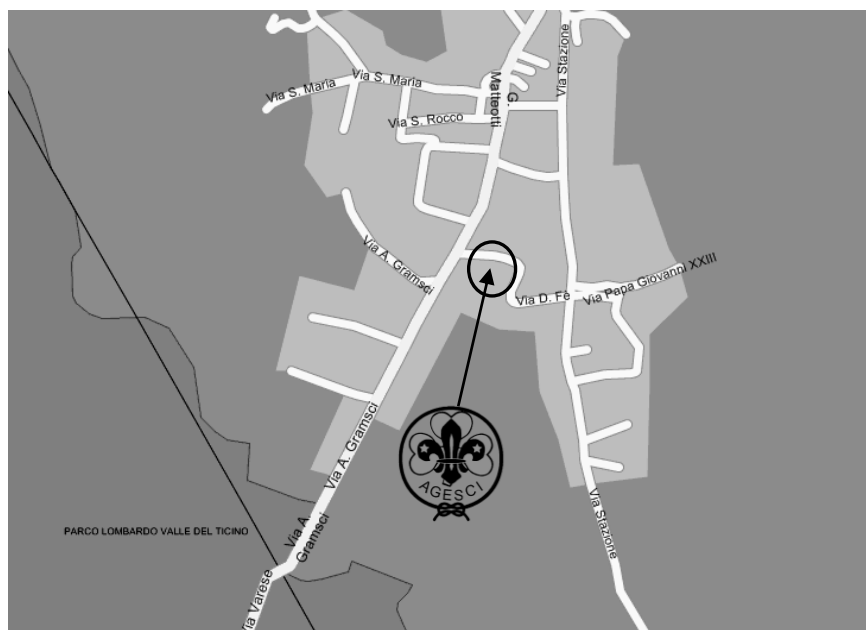 Via Stazione
G.
Matteotti
Via S. Maria
Via S. Maria
Via S. Rocco
Via A. Gramsci
Via D. Fè
Via Papa Giovanni XXIII
Via A. Gramsci
AGESCI
Via Stazione
Via A.
Gramsci
PARCO LOMBARDO VALLE DEL TICINO
Via Varese